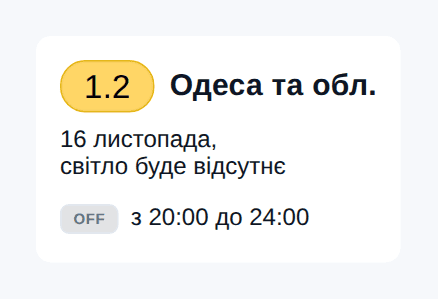 1.2 Одеса та обл.
16 листопада,
світло буде відсутнє
OFF з 20:00 до 24:00